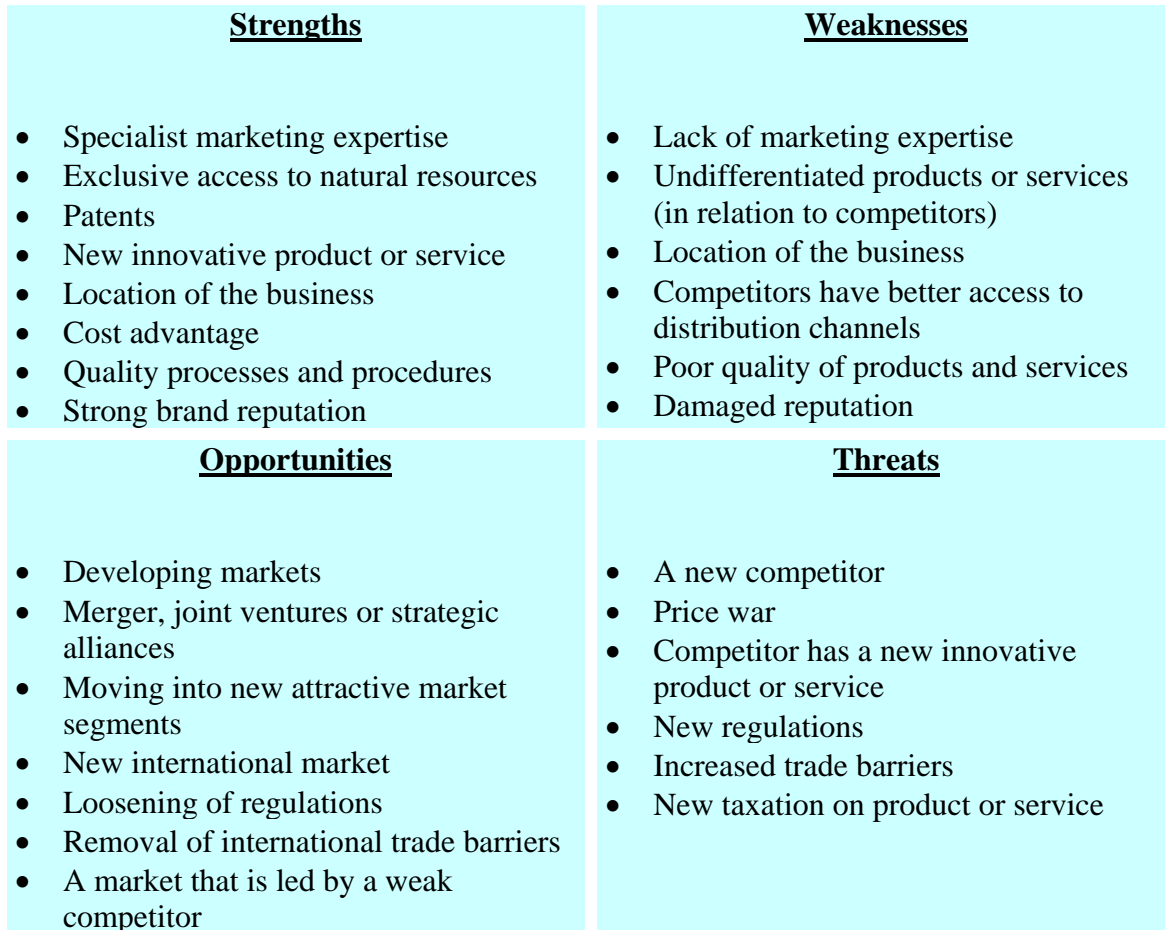 Strengths
• Specialist marketing expertise
• Exclusive access to natural resources
• Patents
• New innovative product or service
• Location of the business
• Cost advantage
• Quality processes and procedures
• Strong brand reputation
Weaknesses
• Lack of marketing expertise
• Undifferentiated products or services
(in relation to competitors)
• Location of the business
• Competitors have better access to
distribution channels
• Poor quality of products and services
• Damaged reputation
Opportunities
• Developing markets
• Merger, joint ventures or strategic
alliances
• Moving into new attractive market
segments
• New international market
• Loosening of regulations
• Removal of international trade barriers
• A market that is led by a weak
competitor
Threats
• A new competitor
• Price war
• Competitor has a new innovative
product or service
• New regulations
• Increased trade barriers
• New taxation on product or service